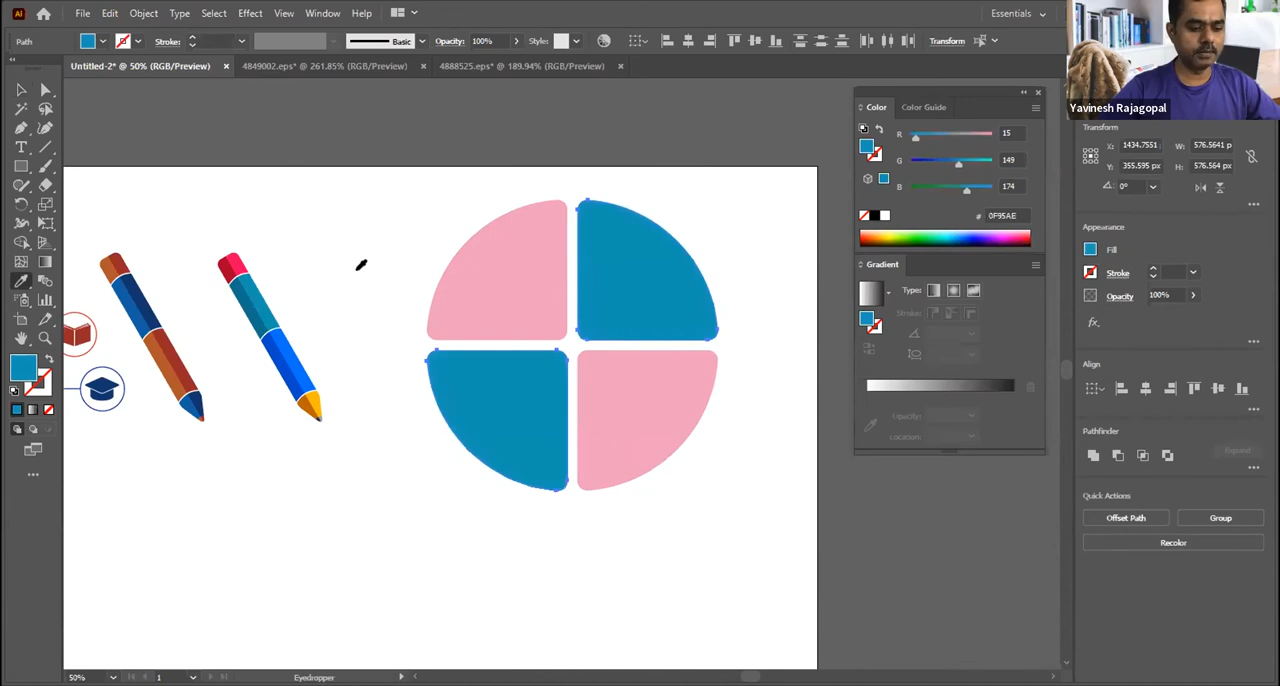 Ai File Edit Object Type Select Effect View Window Help Essentials
Path Stroke: Basic Opacity: 100% Style: Transform
Untitled-2* @ 50% (RGB/Preview) × 4849002.eps* @ 261.85% (RGB/Preview) × 4888525.eps* @ 189.94% (RGB/Preview) ×
Yavinesh Rajagopal
Color Color Guide
R 15
G 149
B 174
# 0F95AE
Gradient
Type:
Stroke:
Opacity:
Location:
Transform
X: 1434.7551 W: 576.5641 p
Y: 355.595 px H: 576.564 px
0°
Appearance
Fill
Stroke
Opacity 100%
fx.
Align
Pathfinder
Expand
Quick Actions
Offset Path Group
Recolor
50% 1 Eyedropper